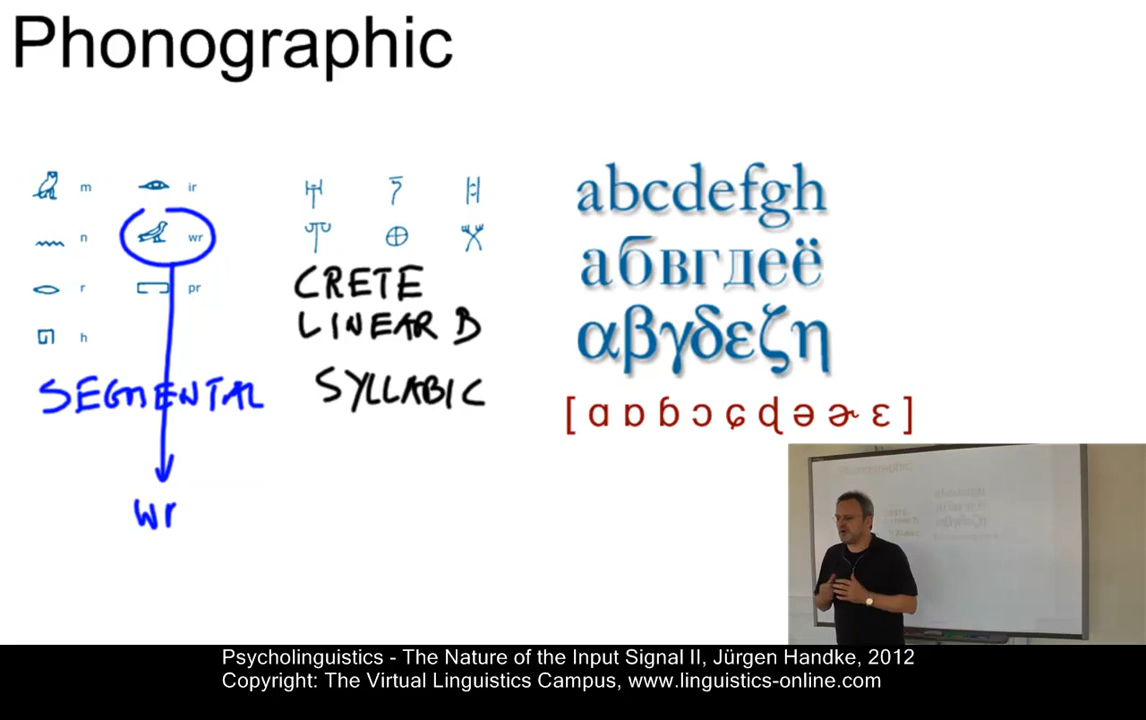 Phonographic
m ir
wr
n
r pr
h
SEGMENTAL
wr
CRETE
LINEAR B
SYLLABIC
abcdefgh
абвгдеё
αβγδεζη
[ ɑ ɒ ɓ ɔ ɕ ɖ ə ɚ ɛ ]
Psycholinguistics - The Nature of the Input Signal II, Jürgen Handke, 2012
Copyright: The Virtual Linguistics Campus, www.linguistics-online.com